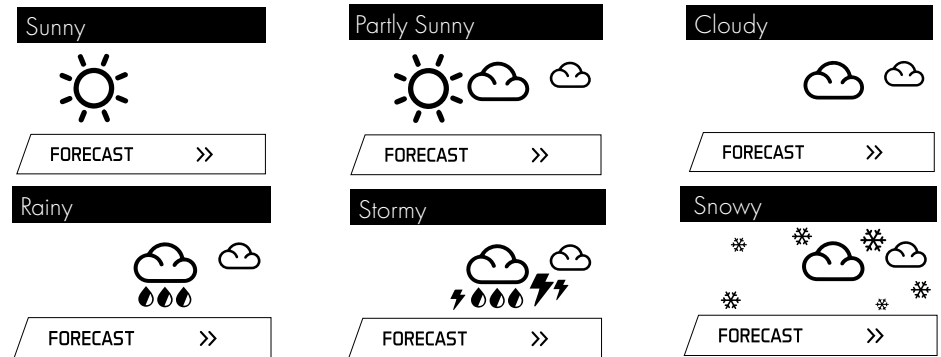 Sunny
Partly Sunny
Cloudy
FORECAST >>
FORECAST >>
FORECAST >>
Rainy
Stormy
Snowy
FORECAST >>
FORECAST >>
FORECAST >>